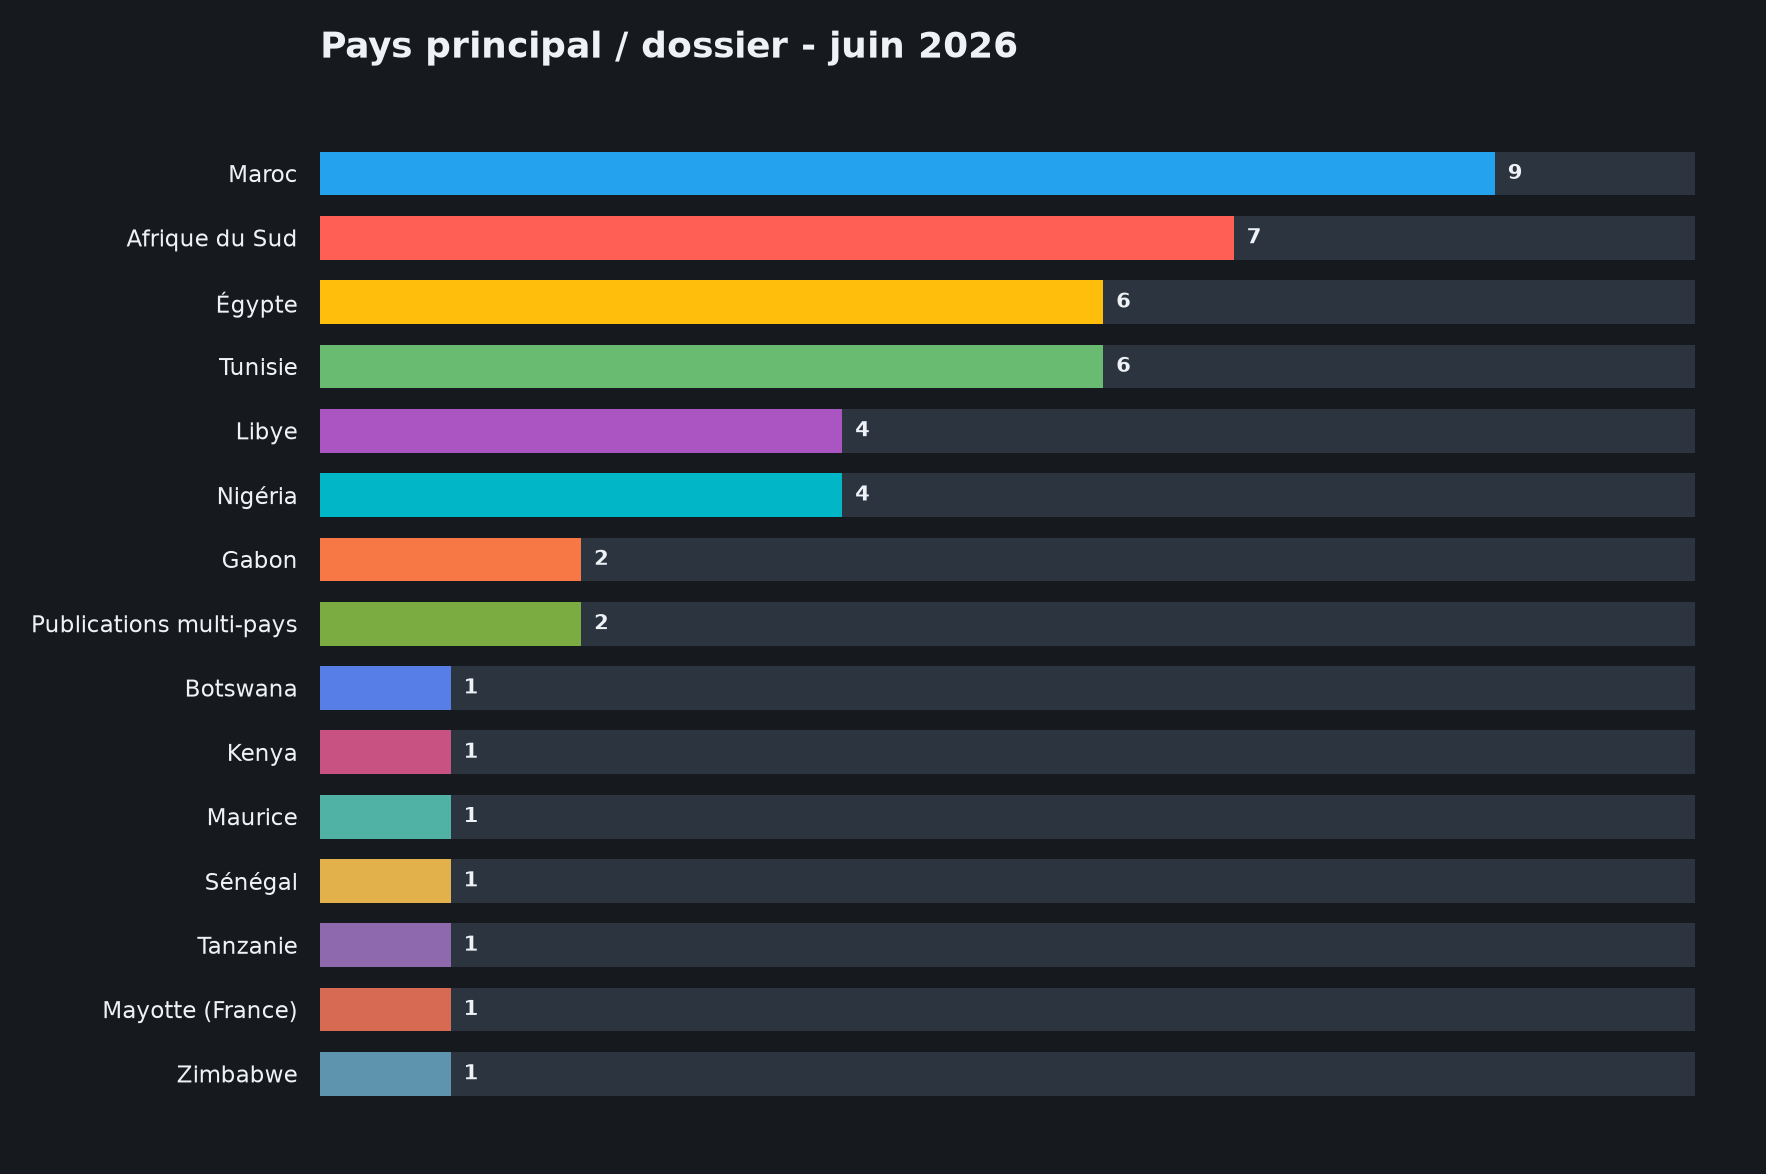 Pays principal / dossier - juin 2026
Maroc 9
Afrique du Sud 7
Égypte 6
Tunisie 6
Libye 4
Nigéria 4
Gabon 2
Publications multi-pays 2
Botswana 1
Kenya 1
Maurice 1
Sénégal 1
Tanzanie 1
Mayotte (France) 1
Zimbabwe 1